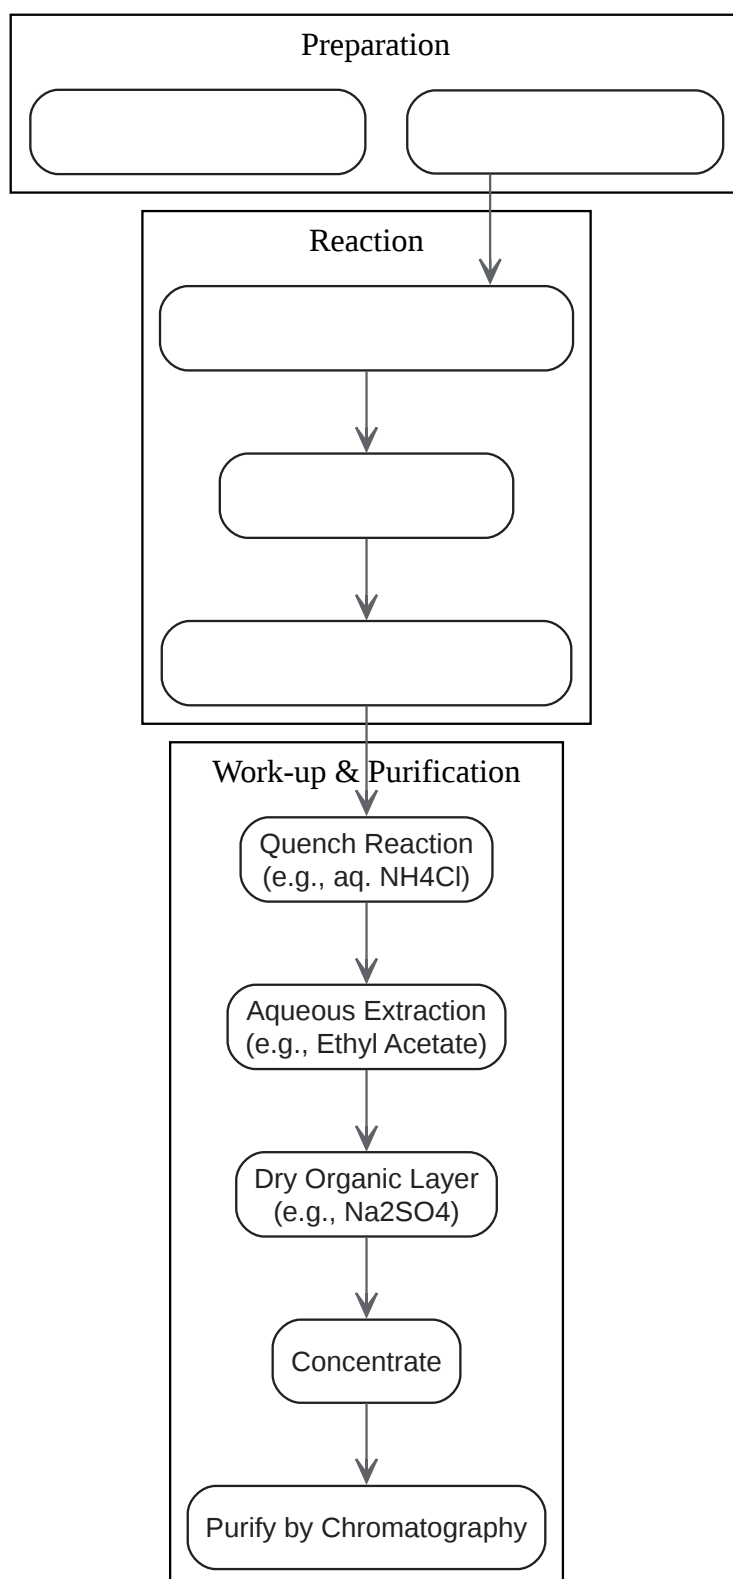 Preparation
Reaction
Work-up & Purification
Quench Reaction
(e.g., aq. NH4Cl)
Aqueous Extraction
(e.g., Ethyl Acetate)
Dry Organic Layer
(e.g., Na2SO4)
Concentrate
Purify by Chromatography